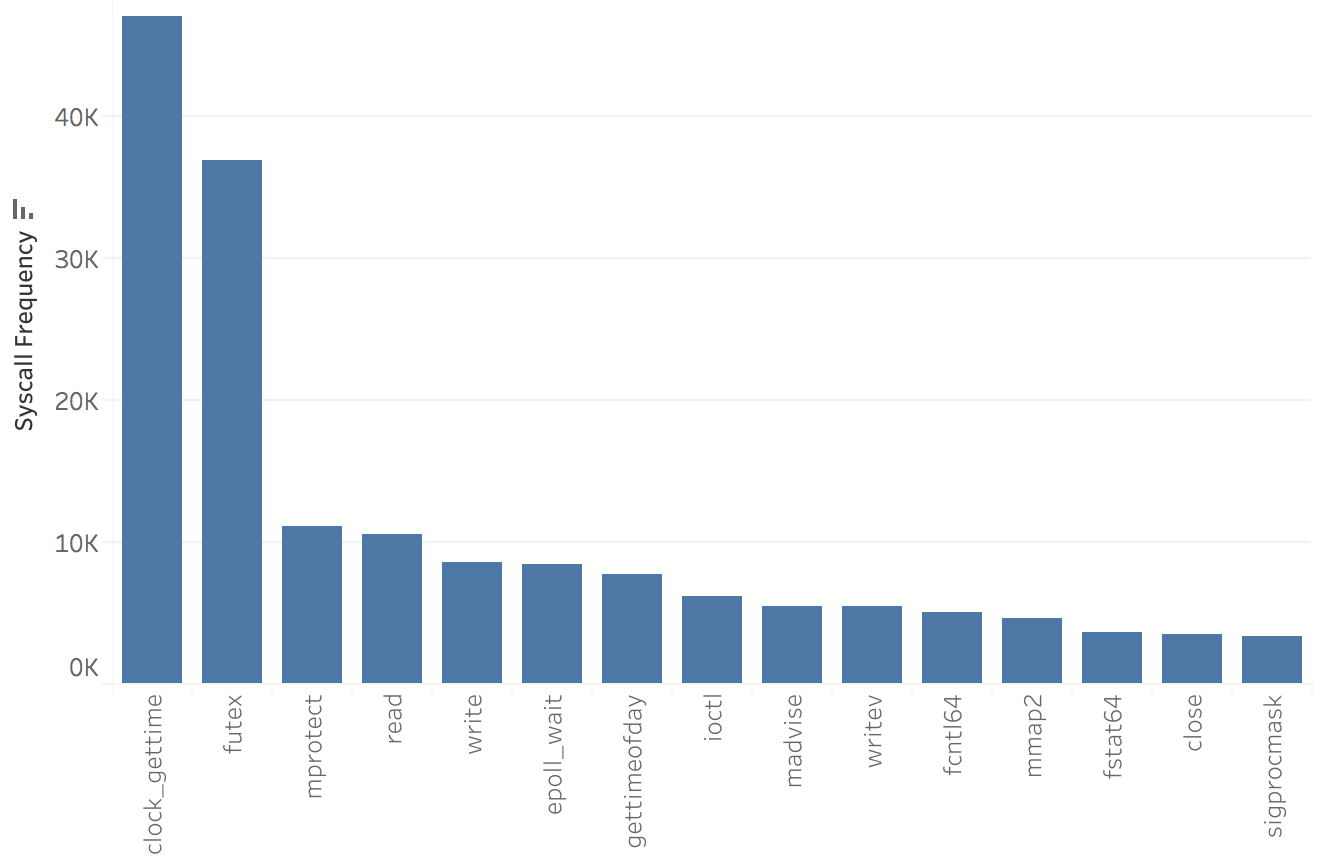 Syscall Frequency
40K
30K
20K
10K
0K
clock_gettime
futex
mprotect
read
write
epoll_wait
gettimeofday
ioctl
madvise
writev
fcntl64
mmap2
fstat64
close
sigprocmask